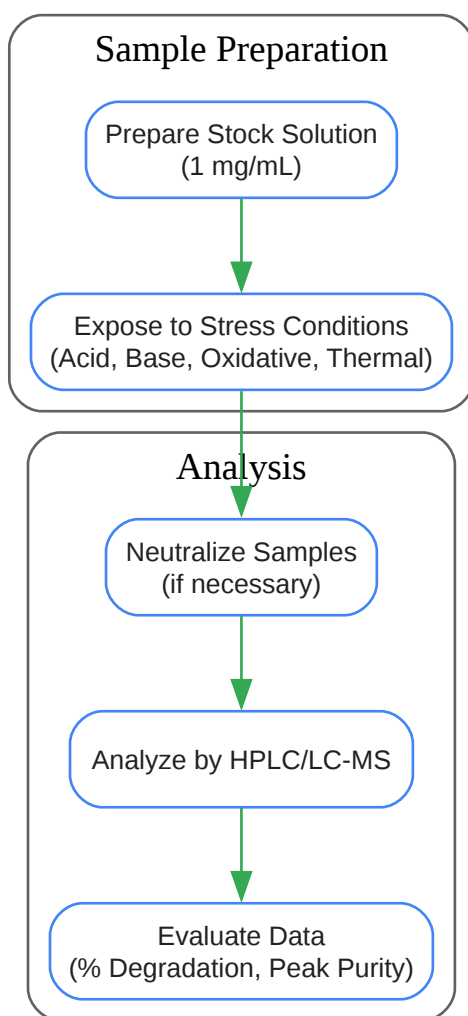 Sample Preparation
Prepare Stock Solution
(1 mg/mL)
Expose to Stress Conditions
(Acid, Base, Oxidative, Thermal)
Analysis
Neutralize Samples
(if necessary)
Analyze by HPLC/LC-MS
Evaluate Data
(% Degradation, Peak Purity)